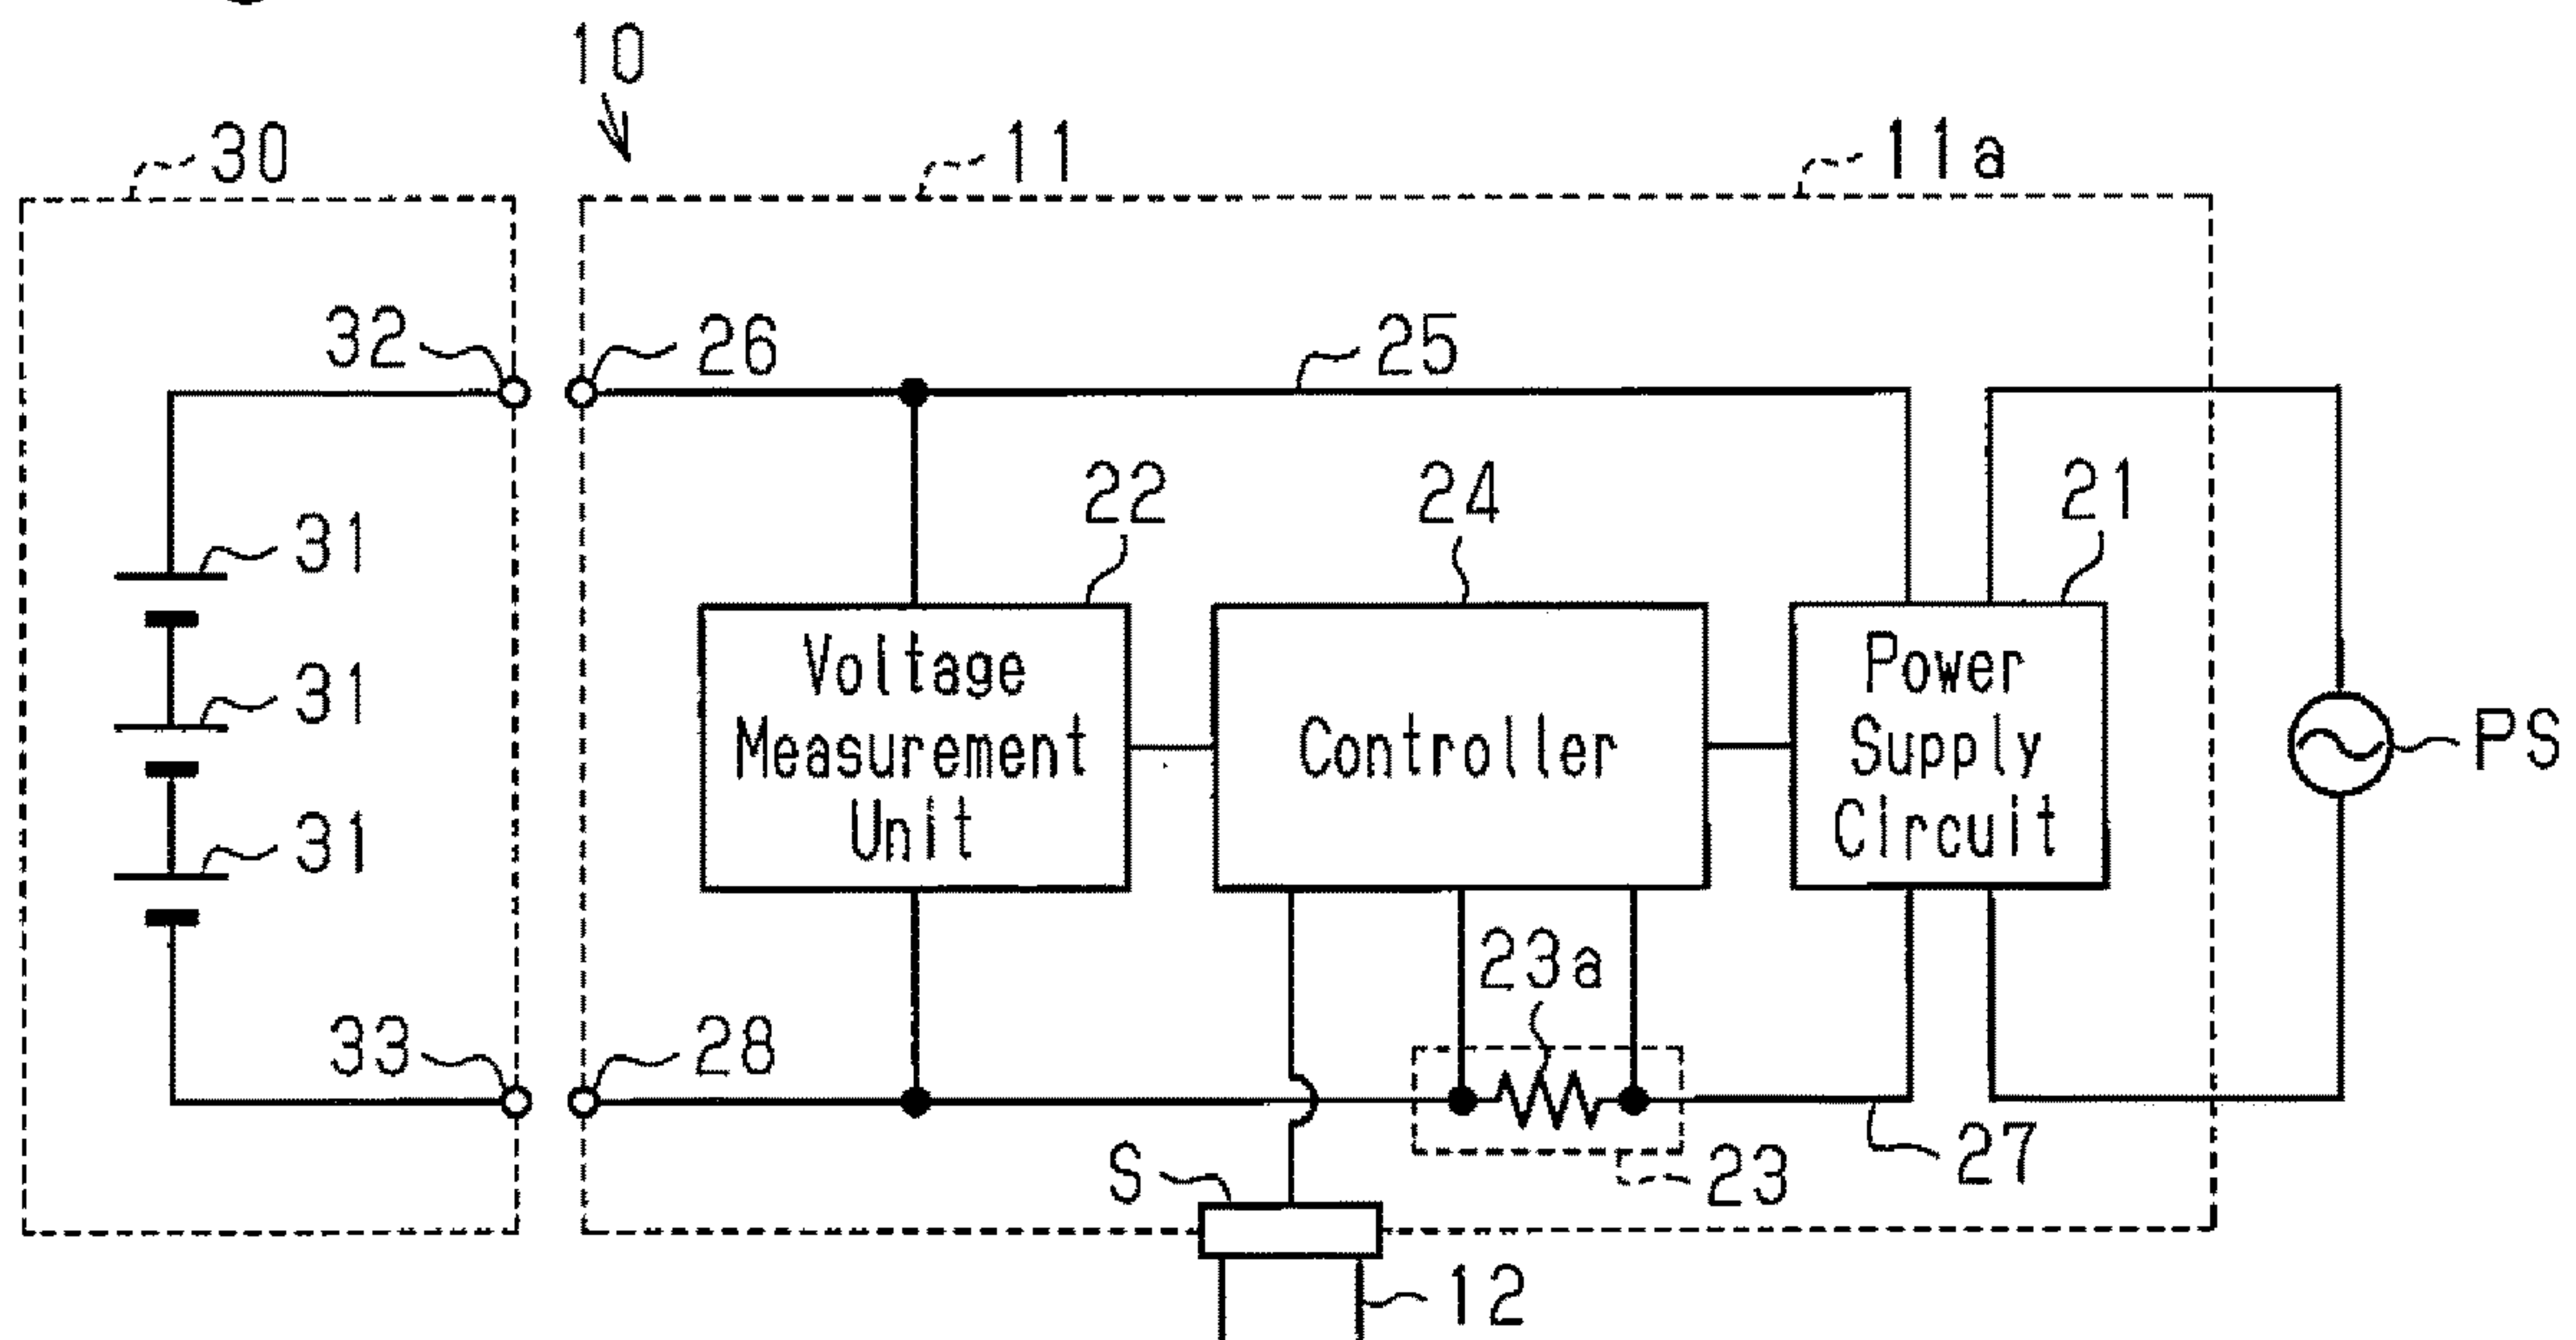 10
30
11
11a
32
26
25
31
22
24
21
Voltage
Measurement
Unit
Controller
Power
Supply
Circuit
31
PS
31
23a
33
28
S
23
27
12